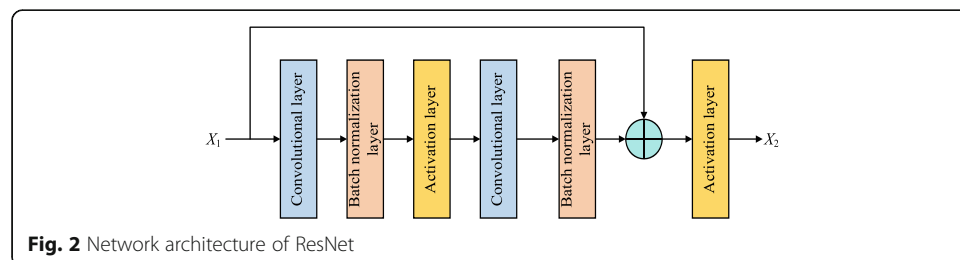 X1
Convolutional layer
Batch normalization
layer
Activation layer
Convolutional layer
Batch normalization
layer
Activation layer
X2
Fig. 2 Network architecture of ResNet